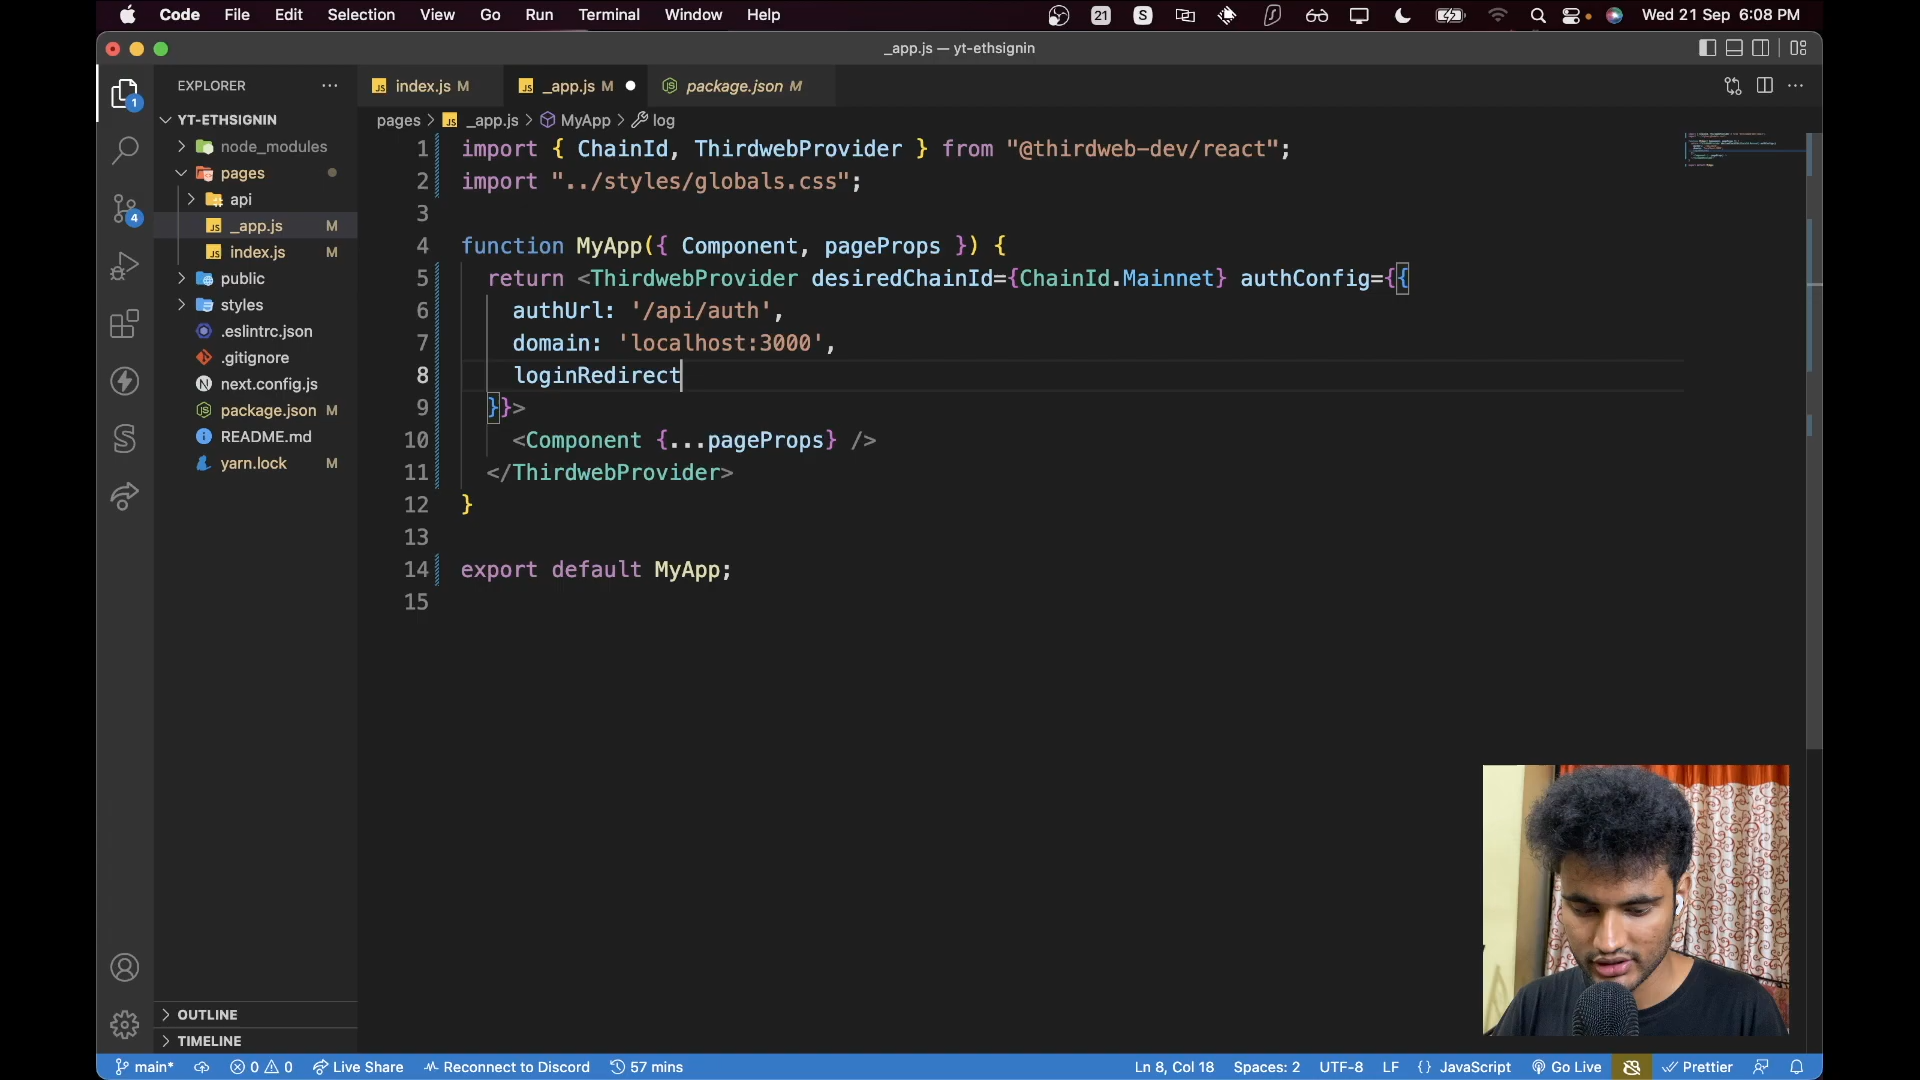 Code File Edit Selection View Go Run Terminal Window Help 21 S Wed 21 Sep 6:08 PM
_app.js — yt-ethsignin
EXPLORER
index.js M
_app.js M
package.json M
pages > _app.js > MyApp > log
YT-ETHSIGNIN
node_modules
pages
api
_app.js M
index.js M
public
styles
.eslintrc.json
.gitignore
next.config.js
package.json M
README.md
yarn.lock M
OUTLINE
TIMELINE
1
4
1 import { ChainId, ThirdwebProvider } from "@thirdweb-dev/react";
2 import "../styles/globals.css";
3
4 function MyApp({ Component, pageProps }) {
5 return <ThirdwebProvider desiredChainId={ChainId.Mainnet} authConfig={{
6 authUrl: '/api/auth',
7 domain: 'localhost:3000',
8 loginRedirect
9 }}>
10 <Component {...pageProps} />
11 </ThirdwebProvider>
12 }
13
14 export default MyApp;
15
main* 0 0 Live Share Reconnect to Discord 57 mins Ln 8, Col 18 Spaces: 2 UTF-8 LF {} JavaScript Go Live Prettier